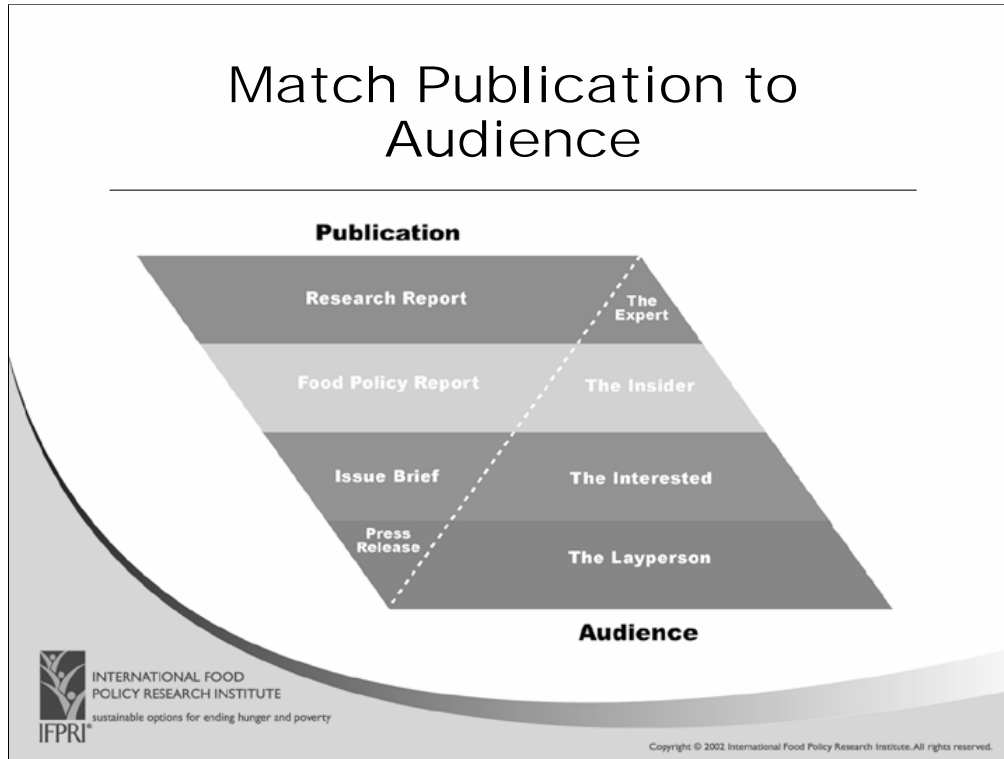 Match Publication to
Audience
Publication
Research Report
The
Expert
Food Policy Report
The Insider
Issue Brief
The Interested
Press
Release
The Layperson
Audience
INTERNATIONAL FOOD
POLICY RESEARCH INSTITUTE
sustainable options for ending hunger and poverty
IFPRI®
Copyright © 2002 International Food Policy Research Institute. All rights reserved.